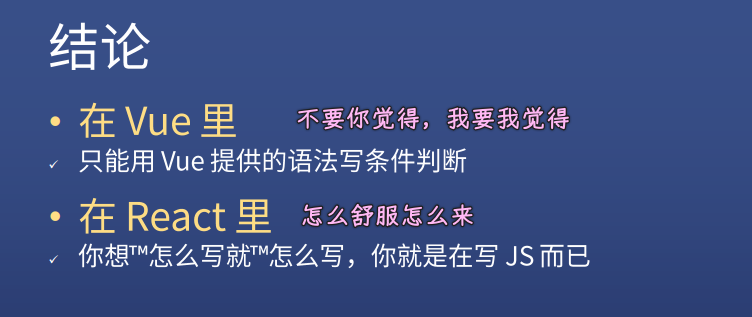 结论
• 在 Vue 里 不要你觉得，我要我觉得
✓ 只能用 Vue 提供的语法写条件判断
• 在 React 里 怎么舒服怎么来
✓ 你想™怎么写就™怎么写，你就是在写 JS 而已